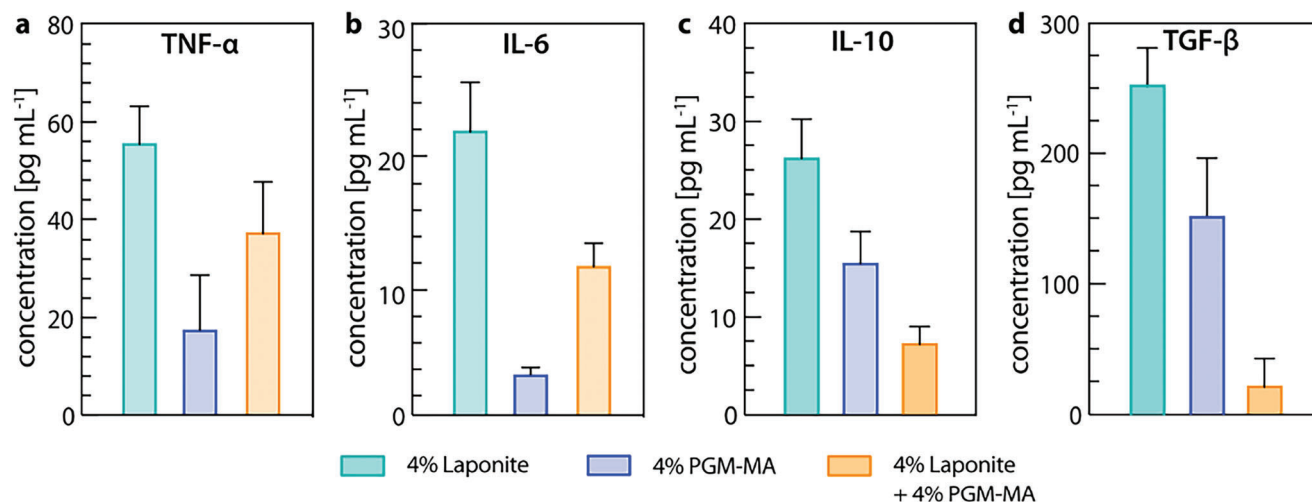 a
TNF-α
concentration [pg mL⁻¹]
80
60
40
20
0
b
IL-6
concentration [pg mL⁻¹]
30
20
10
0
c
IL-10
concentration [pg mL⁻¹]
40
30
20
10
0
d
TGF-β
concentration [pg mL⁻¹]
300
200
100
0
4% Laponite
4% PGM-MA
4% Laponite
+ 4% PGM-MA